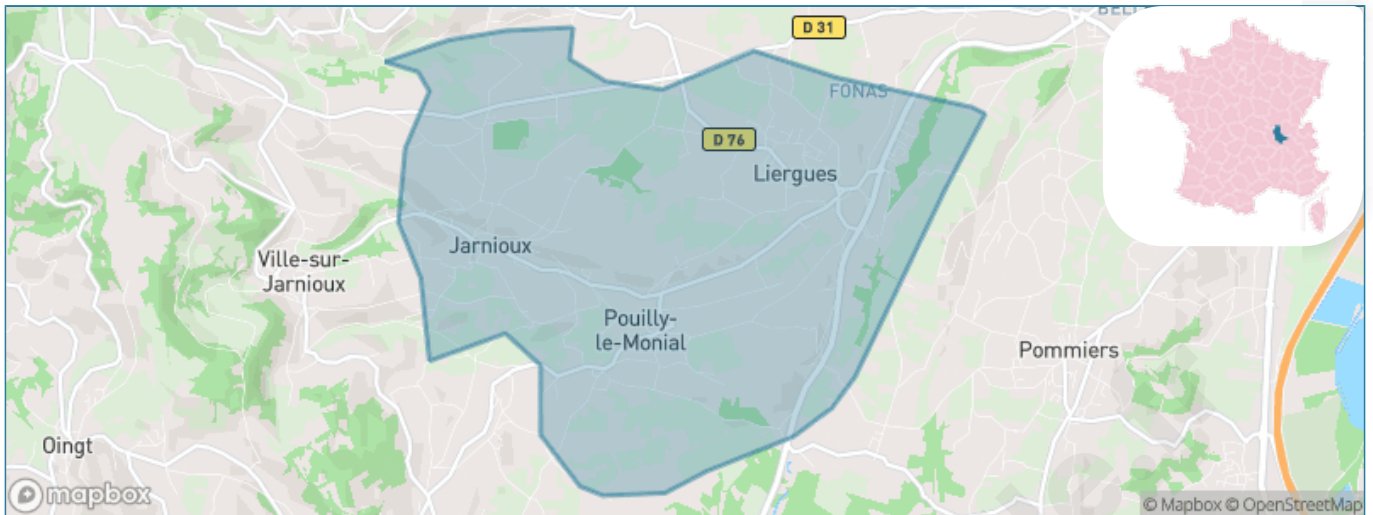 D 31
FONAS
D 76
Liergues
Jarnioux
Ville-sur-
Jarnioux
Pouilly-
le-Monial
Pommiers
Oingt
mapbox
© Mapbox © OpenStreetMap